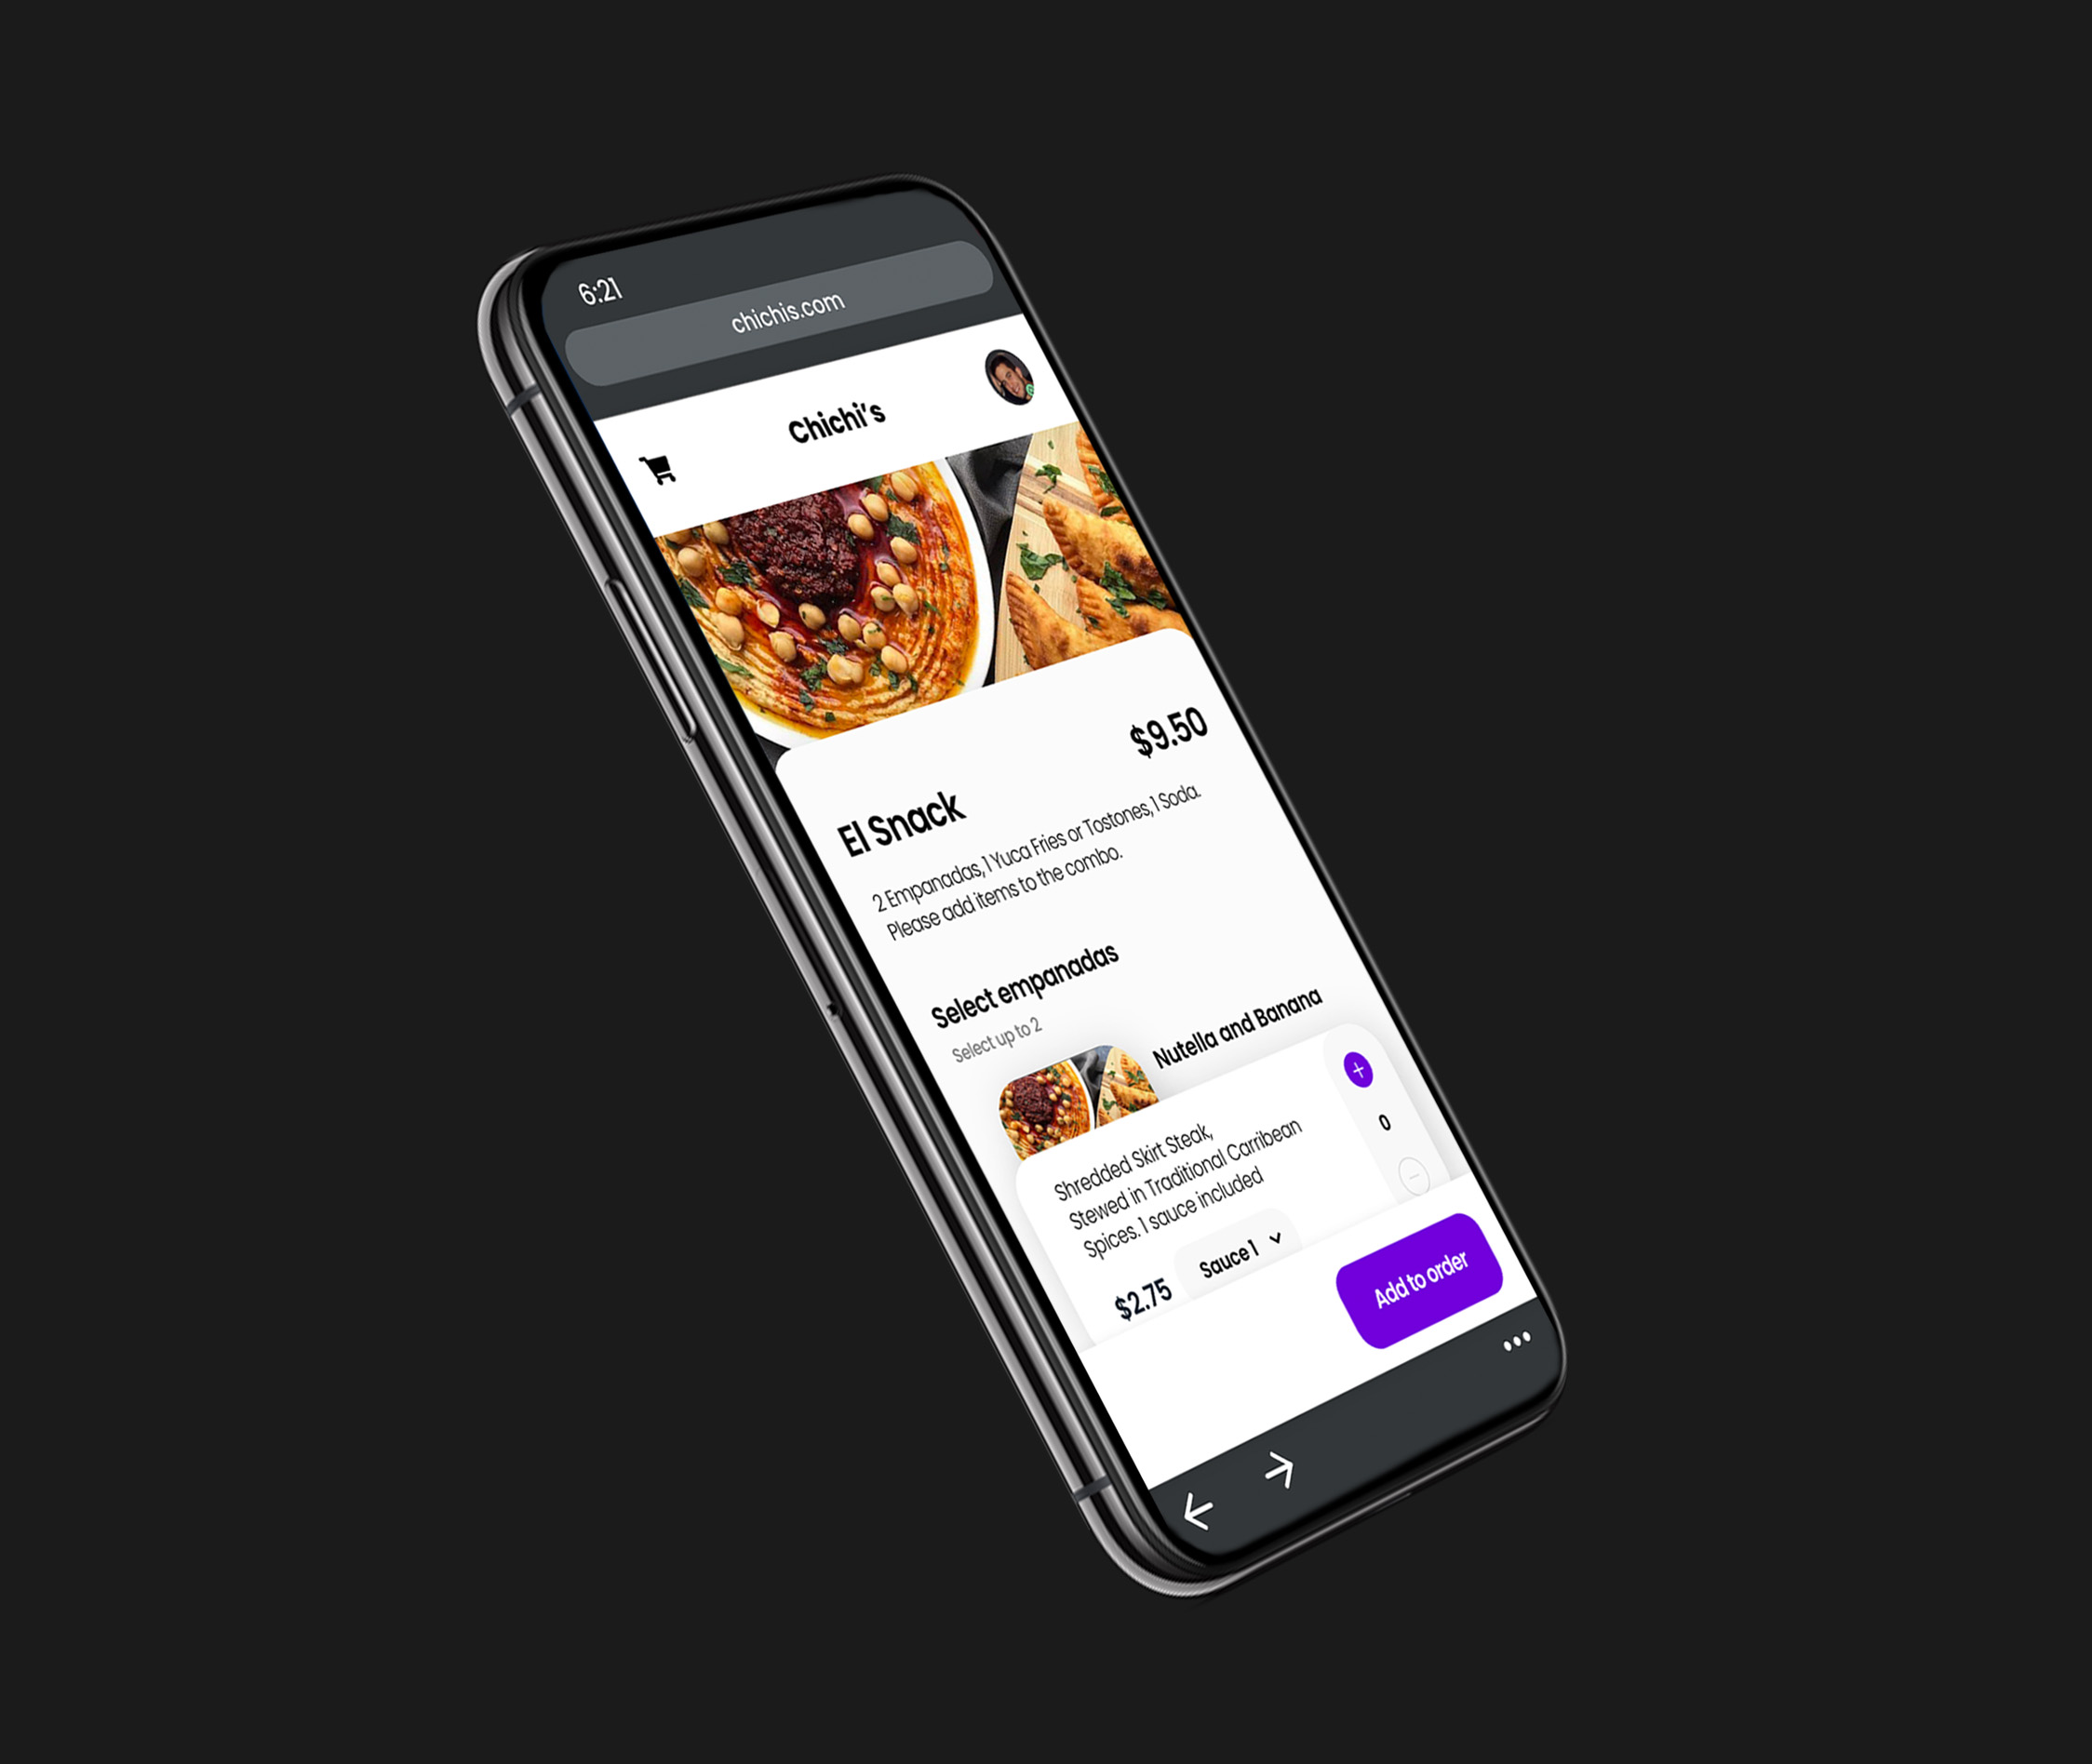 6:21
chichis.com
Chichi's
$9.50
El Snack
2 Empanadas, 1 Yuca Fries or Tostones, 1 Soda.
Please add items to the combo.
Select empanadas
Select up to 2
Nutella and Banana
Shredded Skirt Steak,
Stewed in Traditional Carribean
Spices. 1 sauce included
0
$2.75
Sauce 1
Add to order